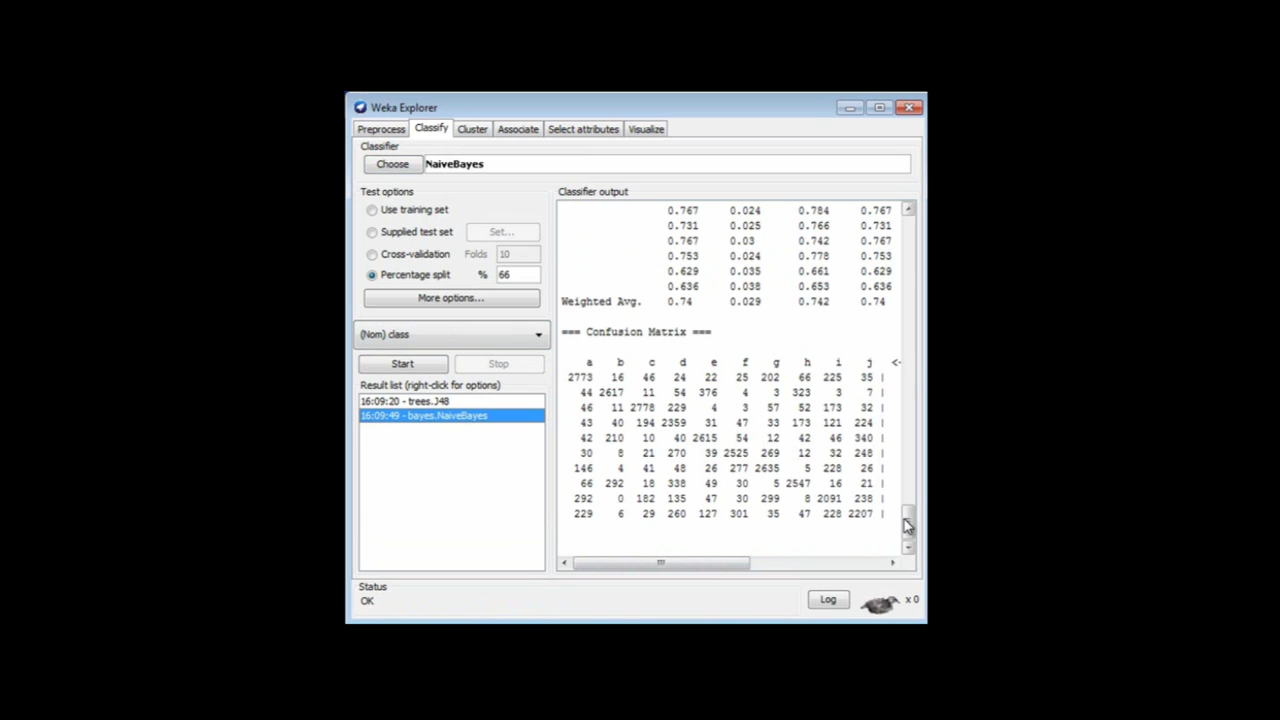 Weka Explorer
Preprocess Classify Cluster Associate Select attributes Visualize
Classifier
Choose NaiveBayes
Test options
Use training set
Supplied test set Set...
Cross-validation Folds 10
Percentage split % 66
More options...
(Nom) class
Start Stop
Result list (right-click for options)
16:09:20 - trees.J48
16:09:49 - bayes.NaiveBayes
Classifier output
0.767 0.024 0.784 0.767
0.731 0.025 0.766 0.731
0.767 0.03 0.742 0.767
0.753 0.024 0.778 0.753
0.629 0.035 0.661 0.629
0.636 0.038 0.653 0.636
Weighted Avg. 0.74 0.029 0.742 0.74
=== Confusion Matrix ===
a b c d e f g h i j <-
2773 16 46 24 22 25 202 66 225 35 |
44 2617 11 54 376 4 3 323 3 7 |
46 11 2778 229 4 3 57 52 173 32 |
43 40 194 2359 31 47 33 173 121 224 |
42 210 10 40 2615 54 12 42 46 340 |
30 8 21 270 39 2525 269 12 32 248 |
146 4 41 48 26 277 2635 5 228 26 |
66 292 18 338 49 30 5 2547 16 21 |
292 0 182 135 47 30 299 8 2091 238 |
229 6 29 260 127 301 35 47 228 2207 |
Status
OK
Log x 0